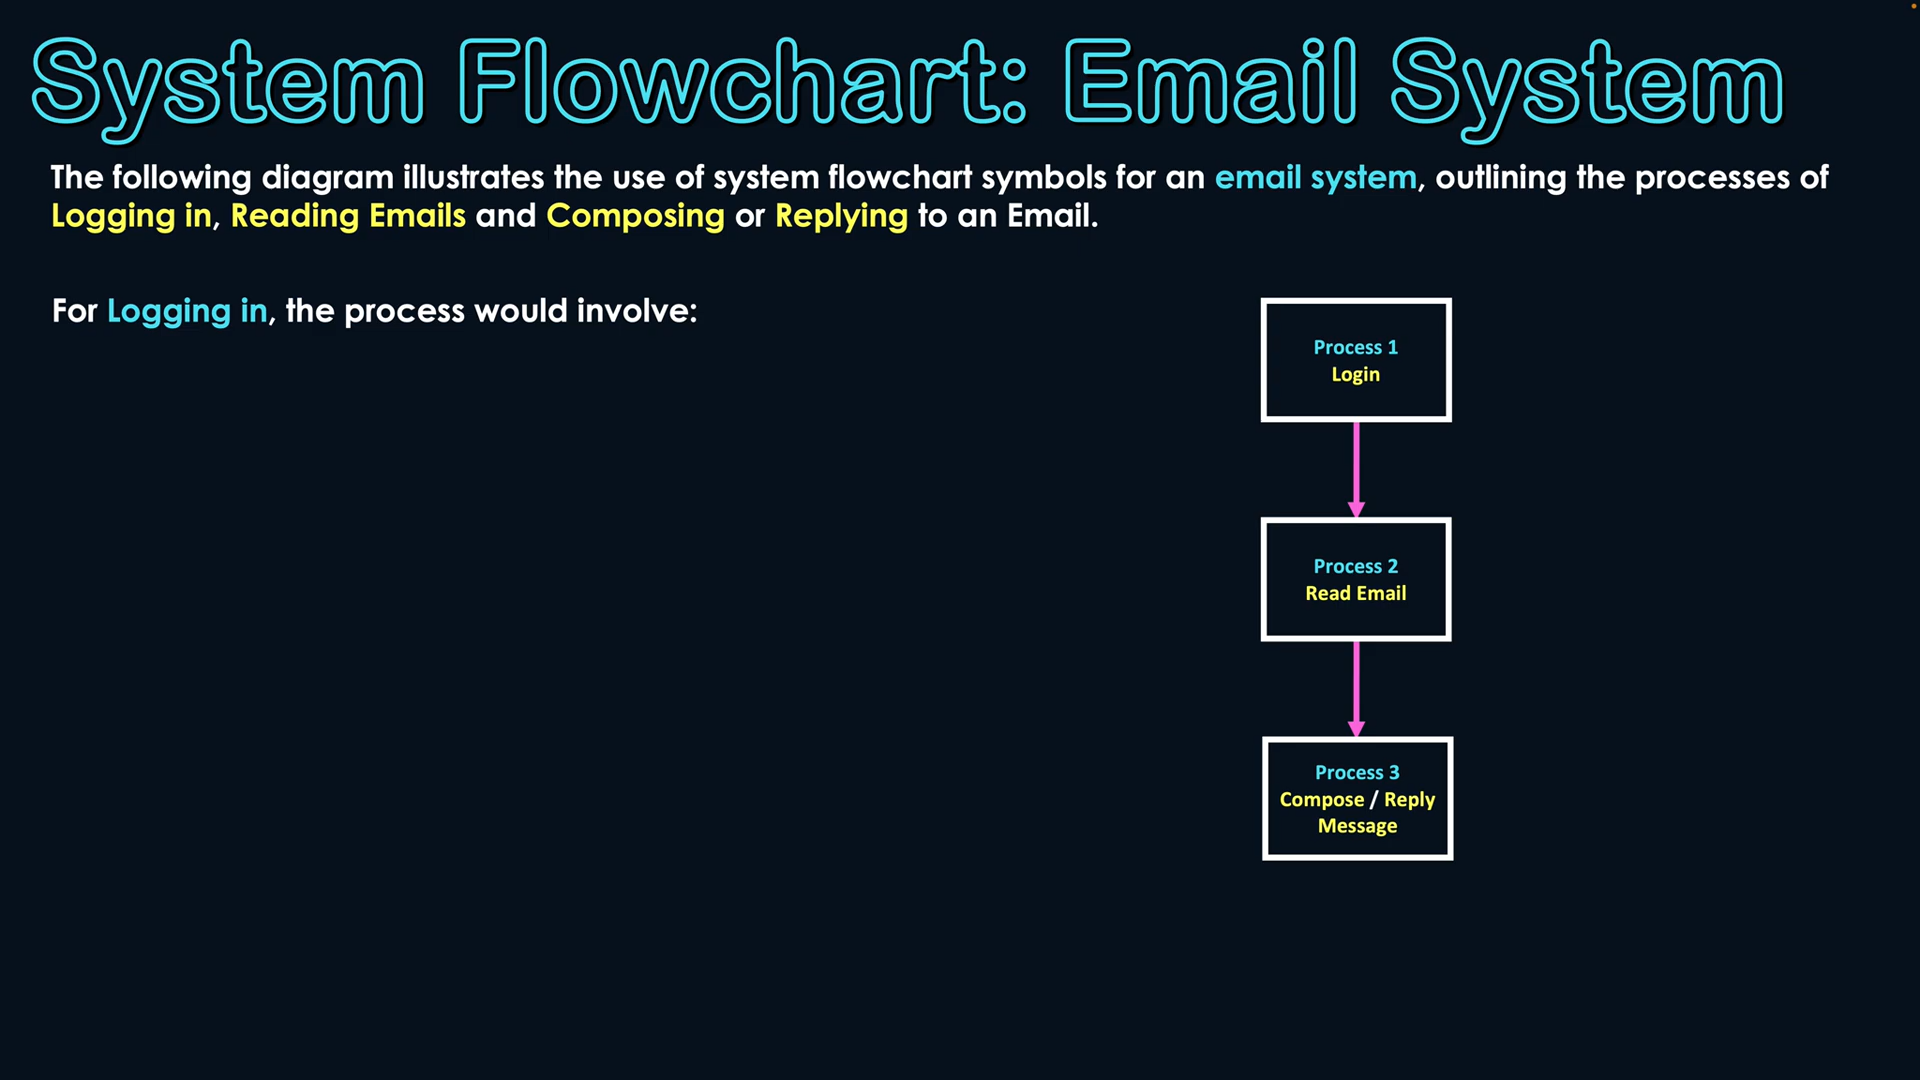 System Flowchart: Email System
The following diagram illustrates the use of system flowchart symbols for an email system, outlining the processes of
Logging in, Reading Emails and Composing or Replying to an Email.
For Logging in, the process would involve:
Process 1
Login
Process 2
Read Email
Process 3
Compose / Reply
Message